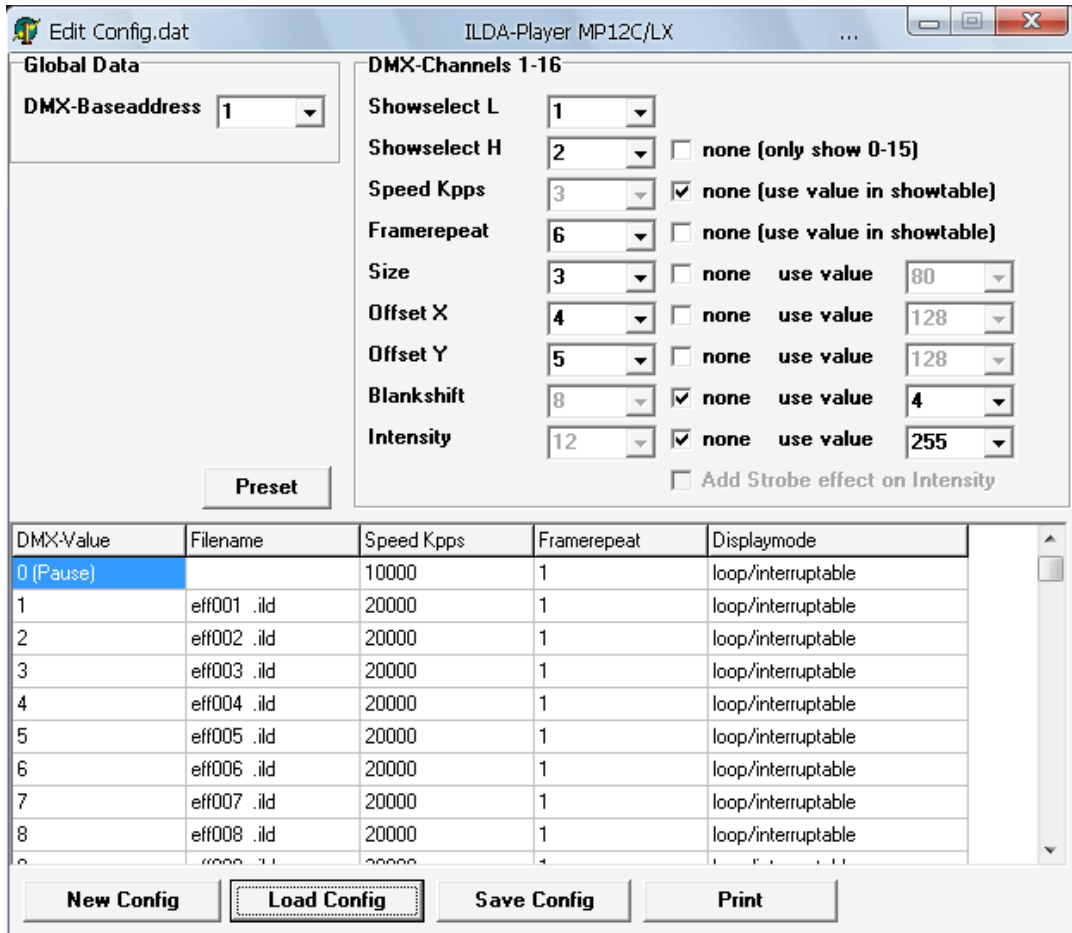 Edit Config.dat ILDA-Player MP12C/LX ...
Global Data
DMX-Baseaddress 1
Preset
DMX-Channels 1-16
Showselect L 1
Showselect H 2 none (only show 0-15)
Speed Kpps 3 none (use value in showtable)
Framerepeat 6 none (use value in showtable)
Size 3 none use value 80
Offset X 4 none use value 128
Offset Y 5 none use value 128
Blankshift 8 none use value 4
Intensity 12 none use value 255
Add Strobe effect on Intensity
DMX-Value Filename Speed Kpps Framerepeat Displaymode
0 (Pause) 10000 1 loop/interruptable
1 eff001 .ild 20000 1 loop/interruptable
2 eff002 .ild 20000 1 loop/interruptable
3 eff003 .ild 20000 1 loop/interruptable
4 eff004 .ild 20000 1 loop/interruptable
5 eff005 .ild 20000 1 loop/interruptable
6 eff006 .ild 20000 1 loop/interruptable
7 eff007 .ild 20000 1 loop/interruptable
8 eff008 .ild 20000 1 loop/interruptable
New Config Load Config Save Config Print